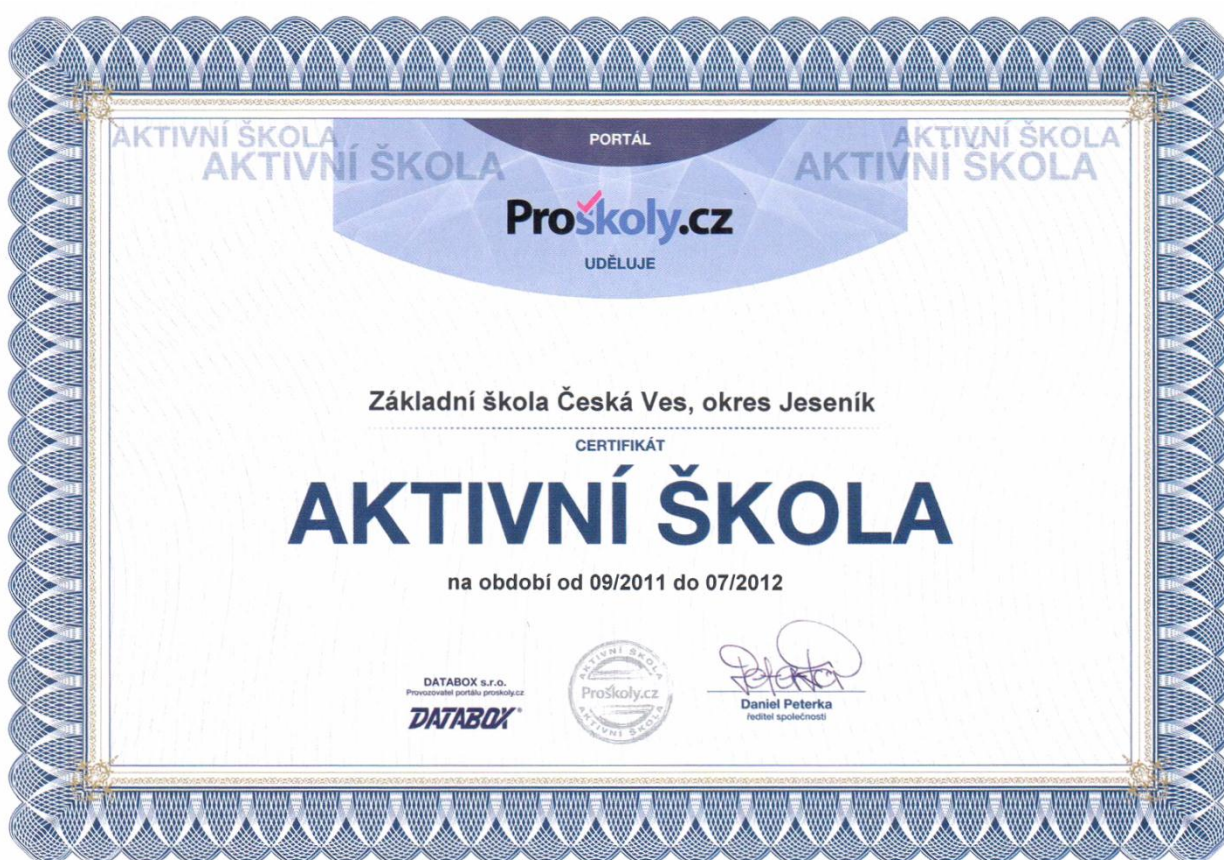 AKTIVNÍ ŠKOLA
AKTIVNÍ ŠKOLA
PORTÁL
AKTIVNÍ ŠKOLA
AKTIVNÍ ŠKOLA
Proškoly.cz
UDĚLUJE
Základní škola Česká Ves, okres Jeseník
CERTIFIKÁT
AKTIVNÍ ŠKOLA
na období od 09/2011 do 07/2012
DATABOX s.r.o.
Provozovatel portálu proskoly.cz
DATABOX®
AKTIVNÍ ŠKOLA
Proškoly.cz
AKTIVNÍ ŠKOLA
Daniel Peterka
ředitel společnosti